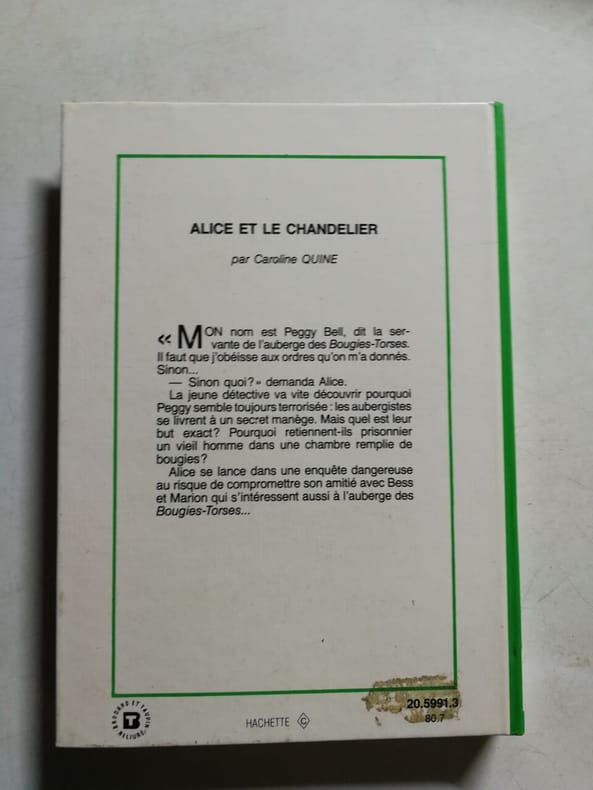 ALICE ET LE CHANDELIER
par Caroline QUINE
« MON nom est Peggy Bell, dit la ser-
vante de l'auberge des Bougies-Torses.
Il faut que j'obéisse aux ordres qu'on m'a donnés.
Sinon...
— Sinon quoi?» demanda Alice.
La jeune détective va vite découvrir pourquoi
Peggy semble toujours terrorisée : les aubergistes
se livrent à un secret manège. Mais quel est leur
but exact? Pourquoi retiennent-ils prisonnier
un vieil homme dans une chambre remplie de
bougies?
Alice se lance dans une enquête dangereuse
au risque de compromettre son amitié avec Bess
et Marion qui s'intéressent aussi à l'auberge des
Bougies-Torses...
BRODARD ET TAUPIN
RELIURE
HACHETTE C
20.5991.3
80.7